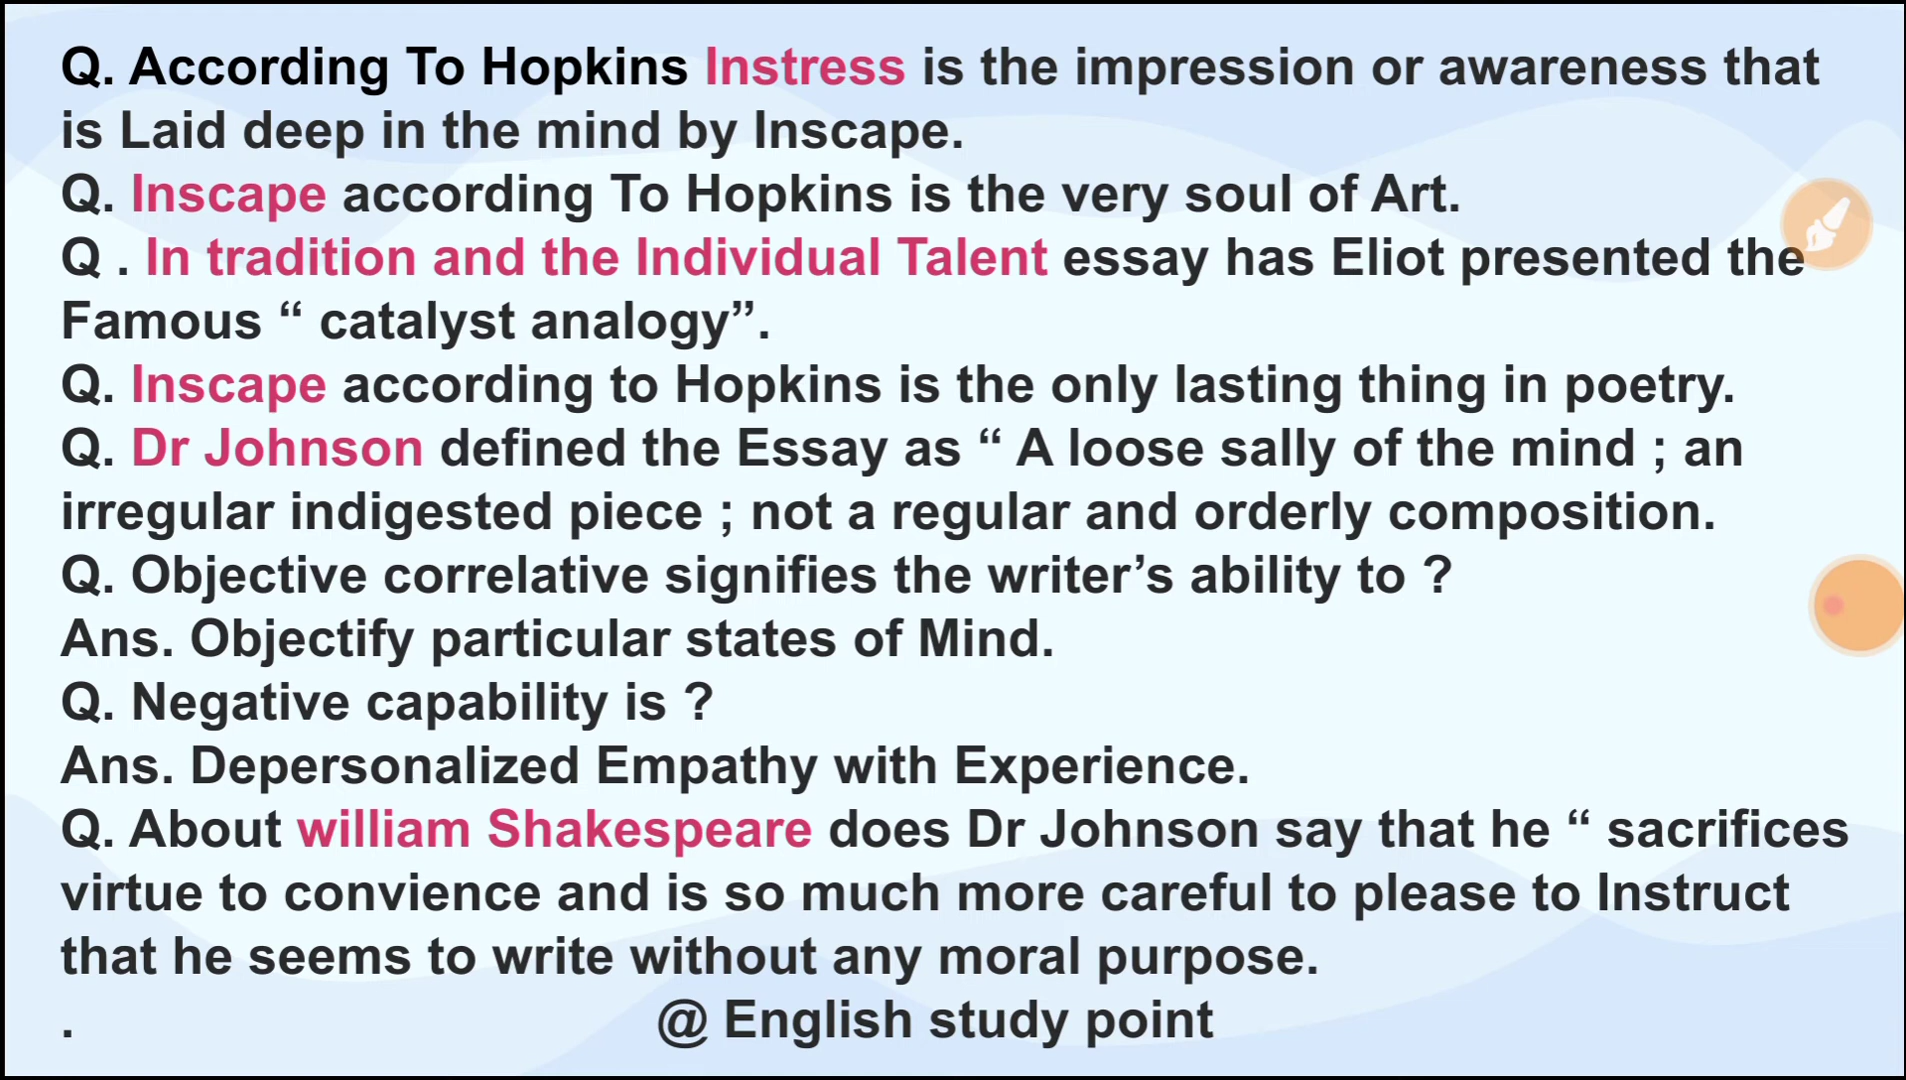 Q. According To Hopkins Instress is the impression or awareness that
is Laid deep in the mind by Inscape.
Q. Inscape according To Hopkins is the very soul of Art.
Q . In tradition and the Individual Talent essay has Eliot presented the
Famous “ catalyst analogy”.
Q. Inscape according to Hopkins is the only lasting thing in poetry.
Q. Dr Johnson defined the Essay as “ A loose sally of the mind ; an
irregular indigested piece ; not a regular and orderly composition.
Q. Objective correlative signifies the writer’s ability to ?
Ans. Objectify particular states of Mind.
Q. Negative capability is ?
Ans. Depersonalized Empathy with Experience.
Q. About william Shakespeare does Dr Johnson say that he “ sacrifices
virtue to convience and is so much more careful to please to Instruct
that he seems to write without any moral purpose.
. @ English study point